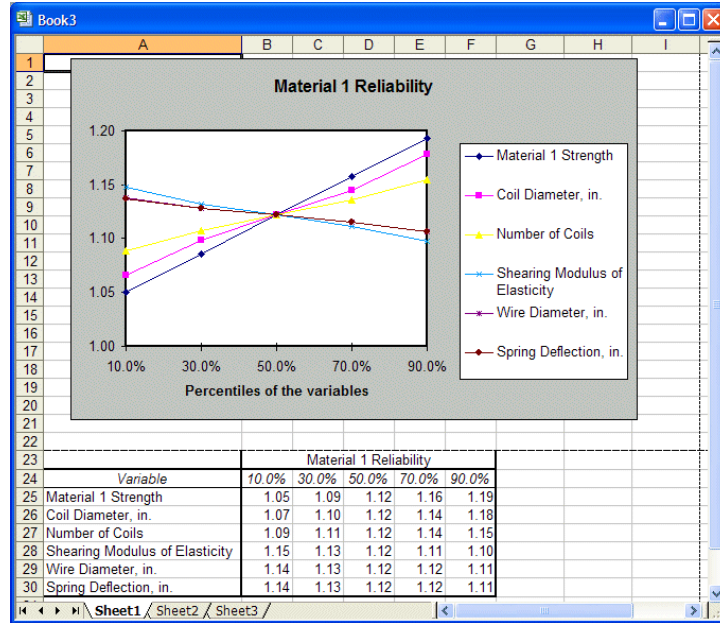 Book3
A B C D E F G H I
1
2
3
4
5
6
7
8
9
10
11
12
13
14
15
16
17
18
19
20
21
22
Material 1 Reliability
1.20
1.15
1.10
1.05
1.00
10.0% 30.0% 50.0% 70.0% 90.0%
Percentiles of the variables
Material 1 Strength
Coil Diameter, in.
Number of Coils
Shearing Modulus of
Elasticity
Wire Diameter, in.
Spring Deflection, in.
23 Material 1 Reliability
24 Variable 10.0% 30.0% 50.0% 70.0% 90.0%
25 Material 1 Strength 1.05 1.09 1.12 1.16 1.19
26 Coil Diameter, in. 1.07 1.10 1.12 1.14 1.18
27 Number of Coils 1.09 1.11 1.12 1.14 1.15
28 Shearing Modulus of Elasticity 1.15 1.13 1.12 1.11 1.10
29 Wire Diameter, in. 1.14 1.13 1.12 1.12 1.11
30 Spring Deflection, in. 1.14 1.13 1.12 1.12 1.11
Sheet1 Sheet2 Sheet3